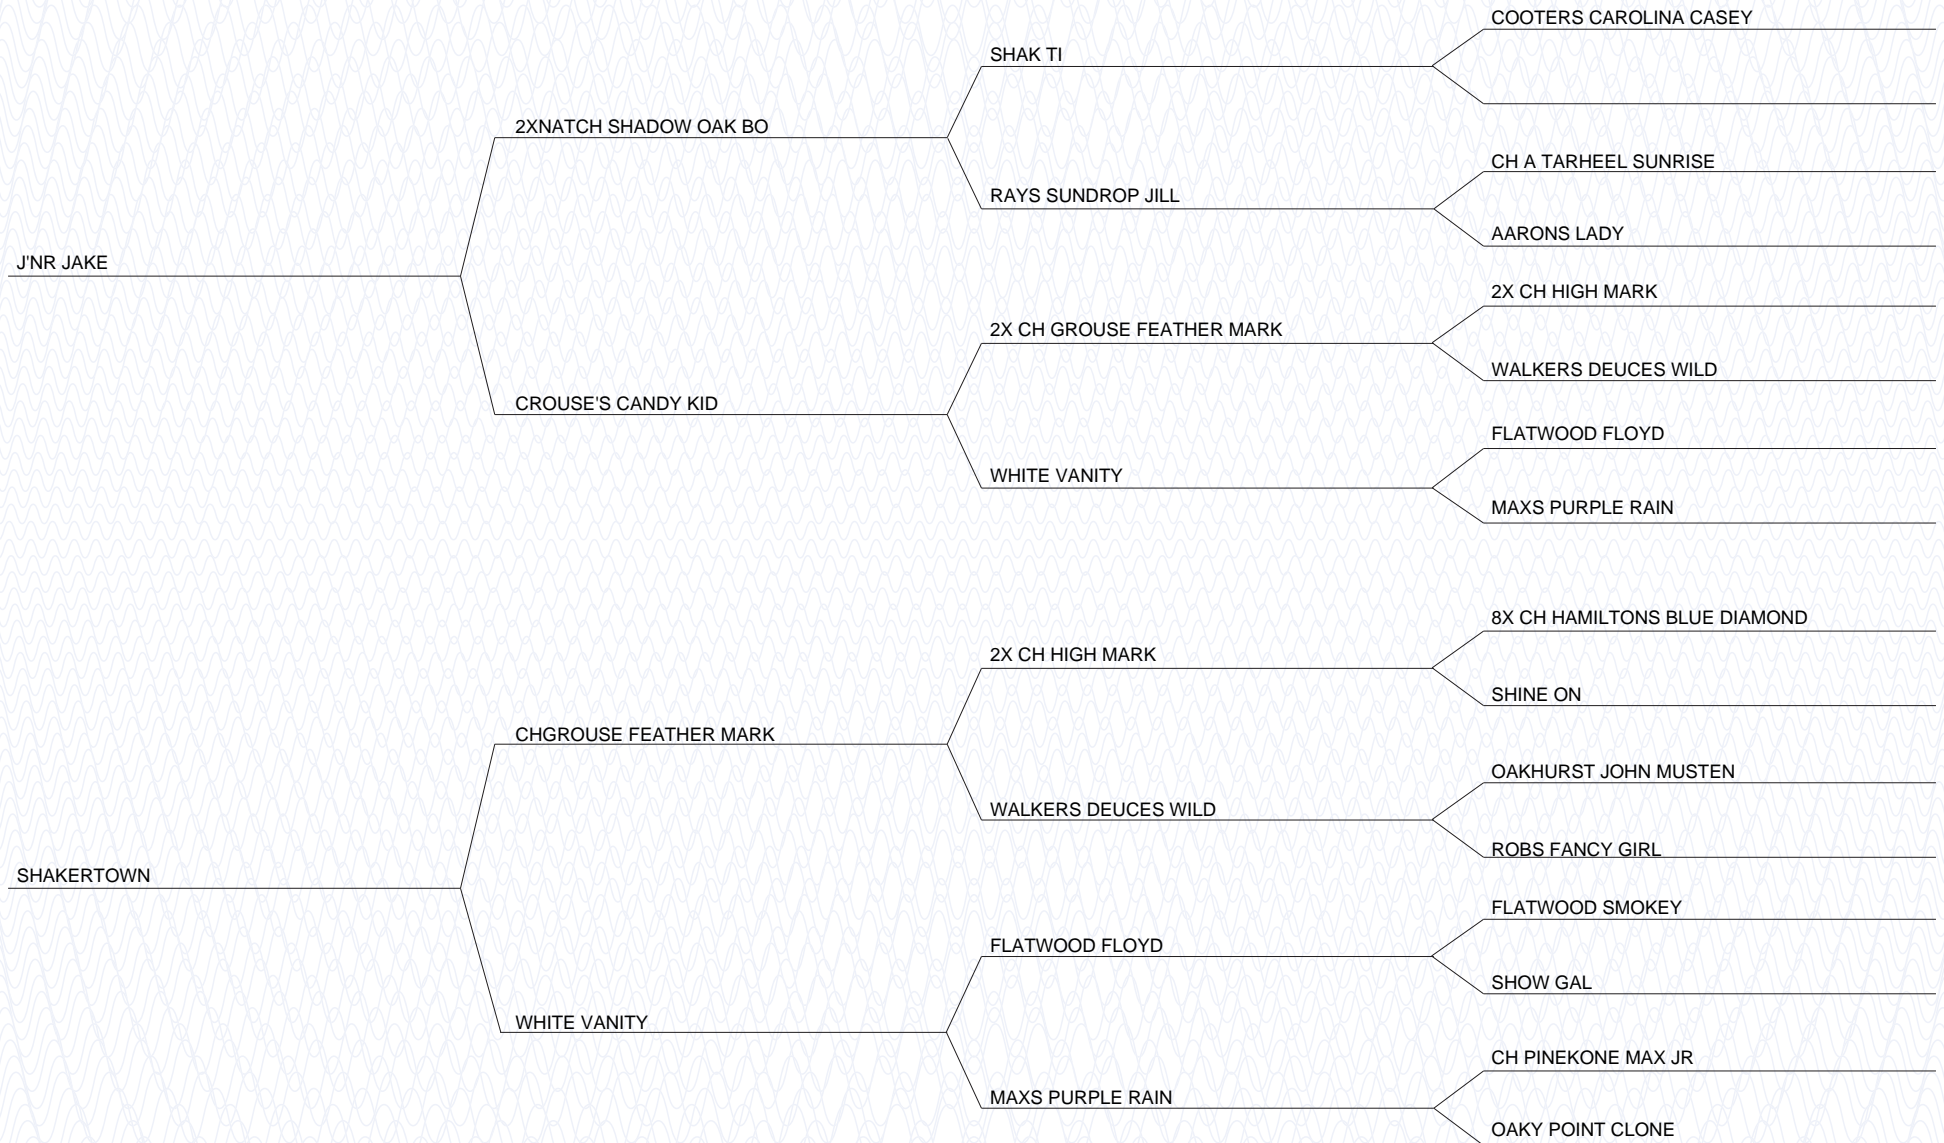 COOTERS CAROLINA CASEY
SHAK TI
2XNATCH SHADOW OAK BO
CH A TARHEEL SUNRISE
RAYS SUNDROP JILL
AARONS LADY
J'NR JAKE
2X CH HIGH MARK
2X CH GROUSE FEATHER MARK
WALKERS DEUCES WILD
CROUSE'S CANDY KID
FLATWOOD FLOYD
WHITE VANITY
MAXS PURPLE RAIN
8X CH HAMILTONS BLUE DIAMOND
2X CH HIGH MARK
SHINE ON
CHGROUSE FEATHER MARK
OAKHURST JOHN MUSTEN
WALKERS DEUCES WILD
ROBS FANCY GIRL
SHAKERTOWN
FLATWOOD SMOKEY
FLATWOOD FLOYD
SHOW GAL
WHITE VANITY
CH PINEKONE MAX JR
MAXS PURPLE RAIN
OAKY POINT CLONE